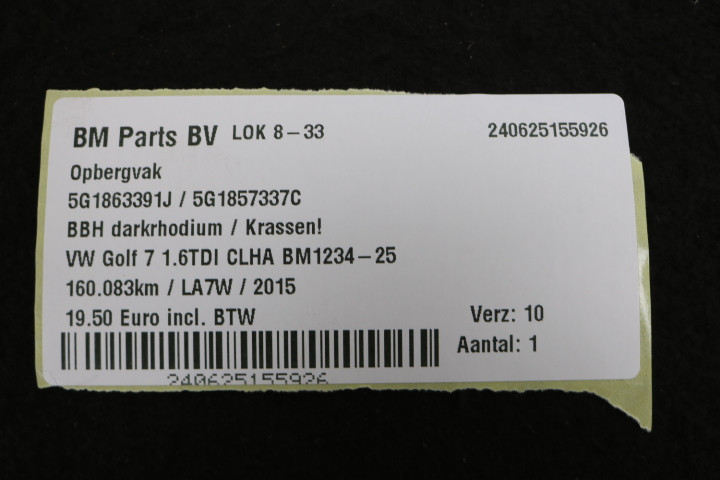 BM Parts BV LOK 8-33 240625155926
Opbergvak
5G1863391J / 5G1857337C
BBH darkrhodium / Krassen!
VW Golf 7 1.6TDI CLHA BM1234-25
160.083km / LA7W / 2015
19.50 Euro incl. BTW Verz: 10
Aantal: 1
240625155926